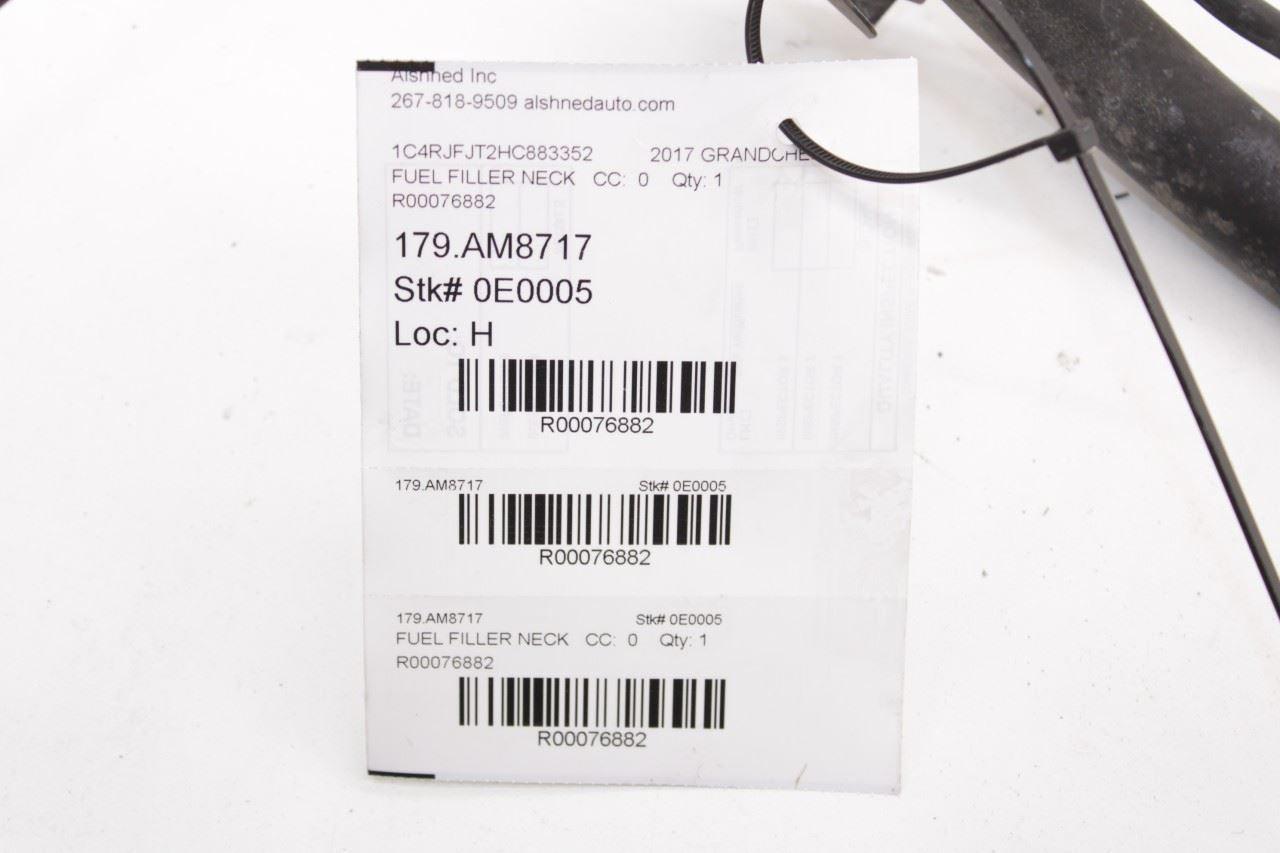 Alshned Inc
267-818-9509 alshnedauto.com
1C4RJFJT2HC883352 2017 GRANDCHE
FUEL FILLER NECK CC: 0 Qty: 1
R00076882
179.AM8717
Stk# 0E0005
Loc: H
R00076882
179.AM8717 Stk# 0E0005
R00076882
179.AM8717 Stk# 0E0005
FUEL FILLER NECK CC: 0 Qty: 1
R00076882
R00076882